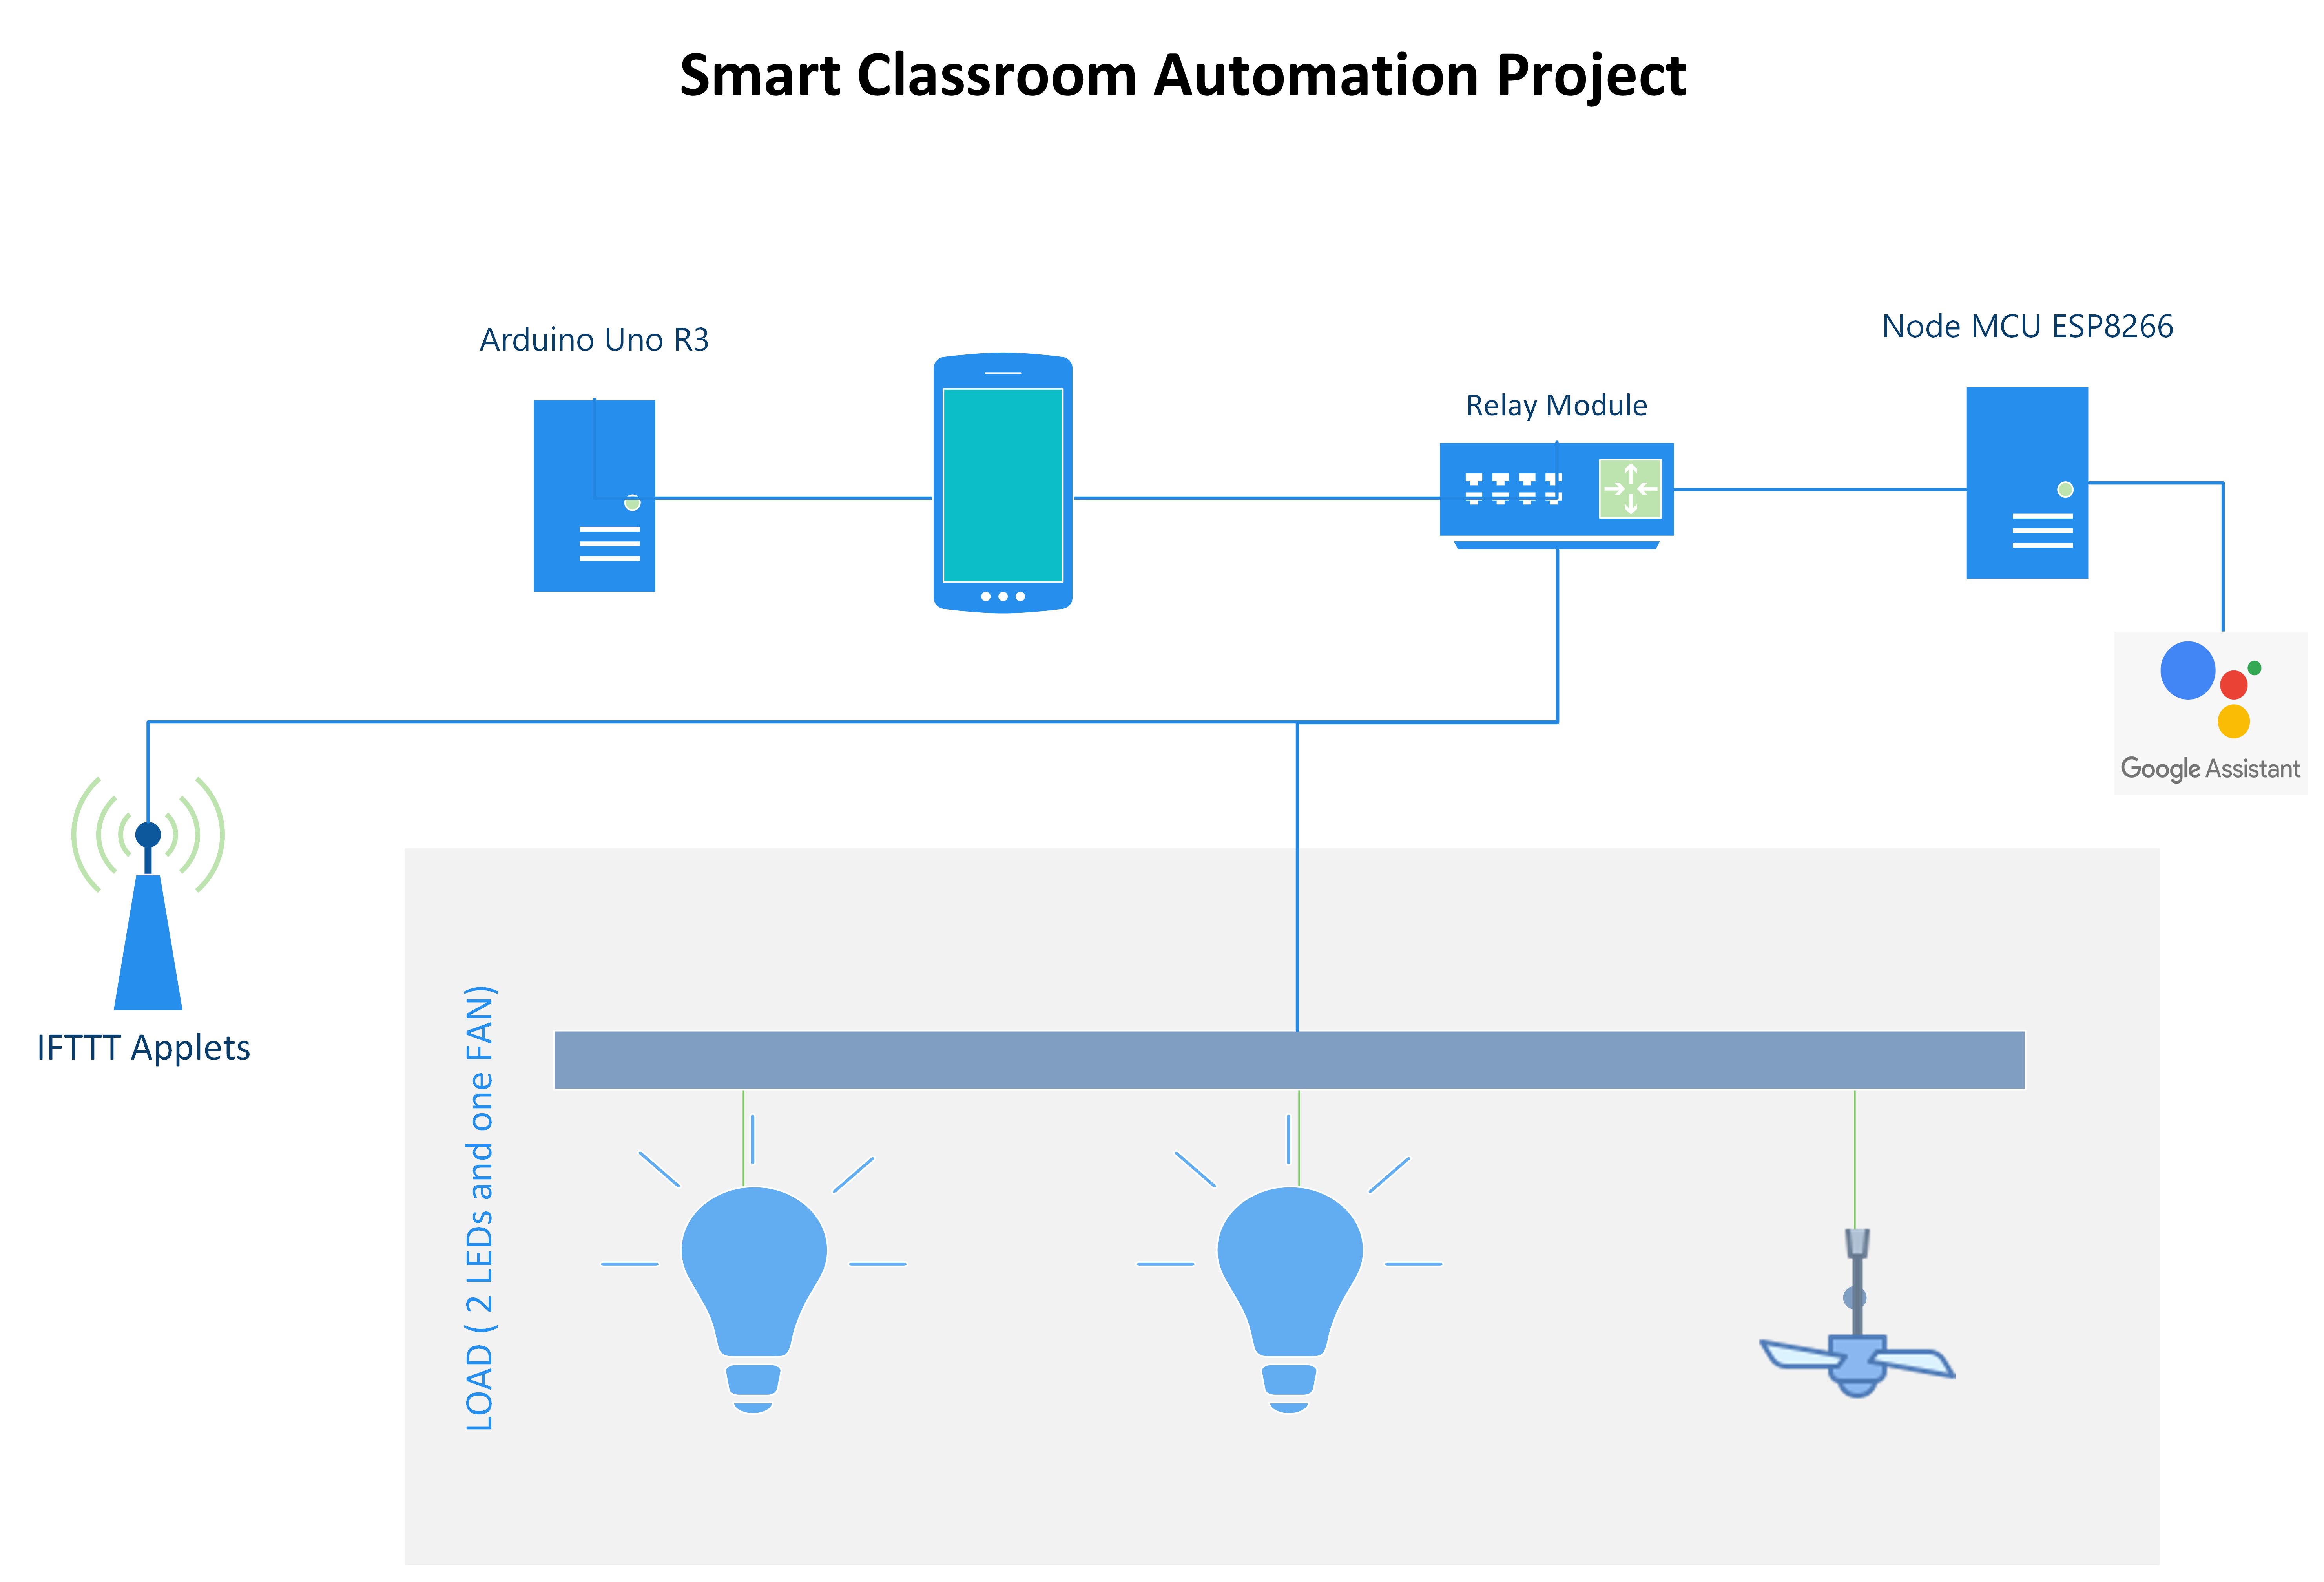 Smart Classroom Automation Project
Arduino Uno R3
Node MCU ESP8266
Relay Module
Google Assistant
IFTTT Applets
LOAD ( 2 LEDs and one FAN)